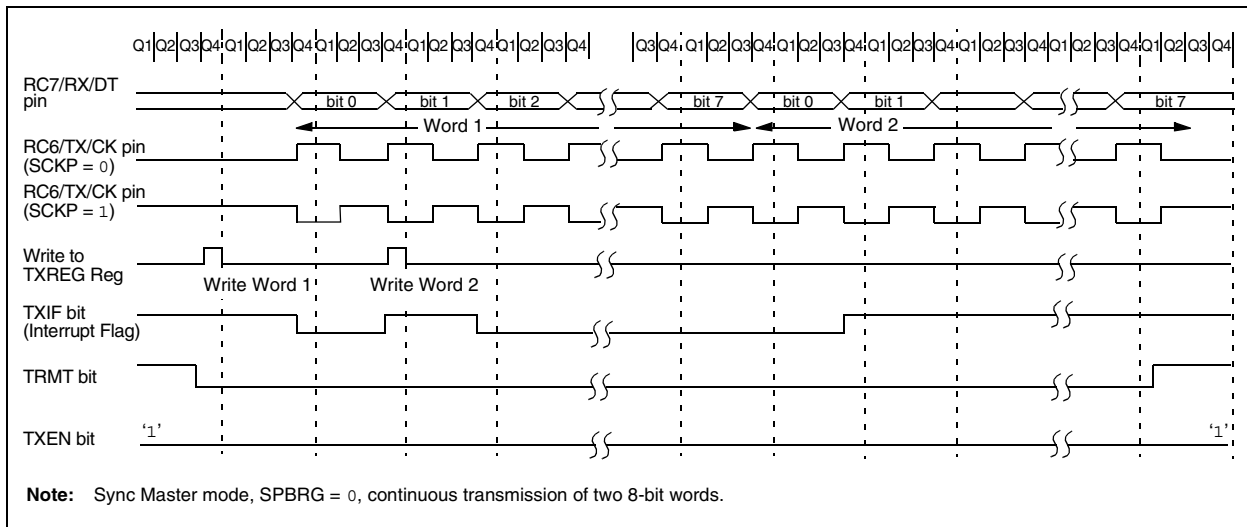 Q1 Q2 Q3 Q4 Q1 Q2 Q3 Q4 Q1 Q2 Q3 Q4 Q1 Q2 Q3 Q4 Q1 Q2 Q3 Q4 Q3 Q4 Q1 Q2 Q3 Q4 Q1 Q2 Q3 Q4 Q1 Q2 Q3 Q4 Q1 Q2 Q3 Q4 Q1 Q2 Q3 Q4
RC7/RX/DT
pin
bit 0 bit 1 bit 2 bit 7 bit 0 bit 1 bit 7
Word 1 Word 2
RC6/TX/CK pin
(SCKP = 0)
RC6/TX/CK pin
(SCKP = 1)
Write to
TXREG Reg
Write Word 1 Write Word 2
TXIF bit
(Interrupt Flag)
TRMT bit
TXEN bit
‘1’ ‘1’
Note: Sync Master mode, SPBRG = 0, continuous transmission of two 8-bit words.